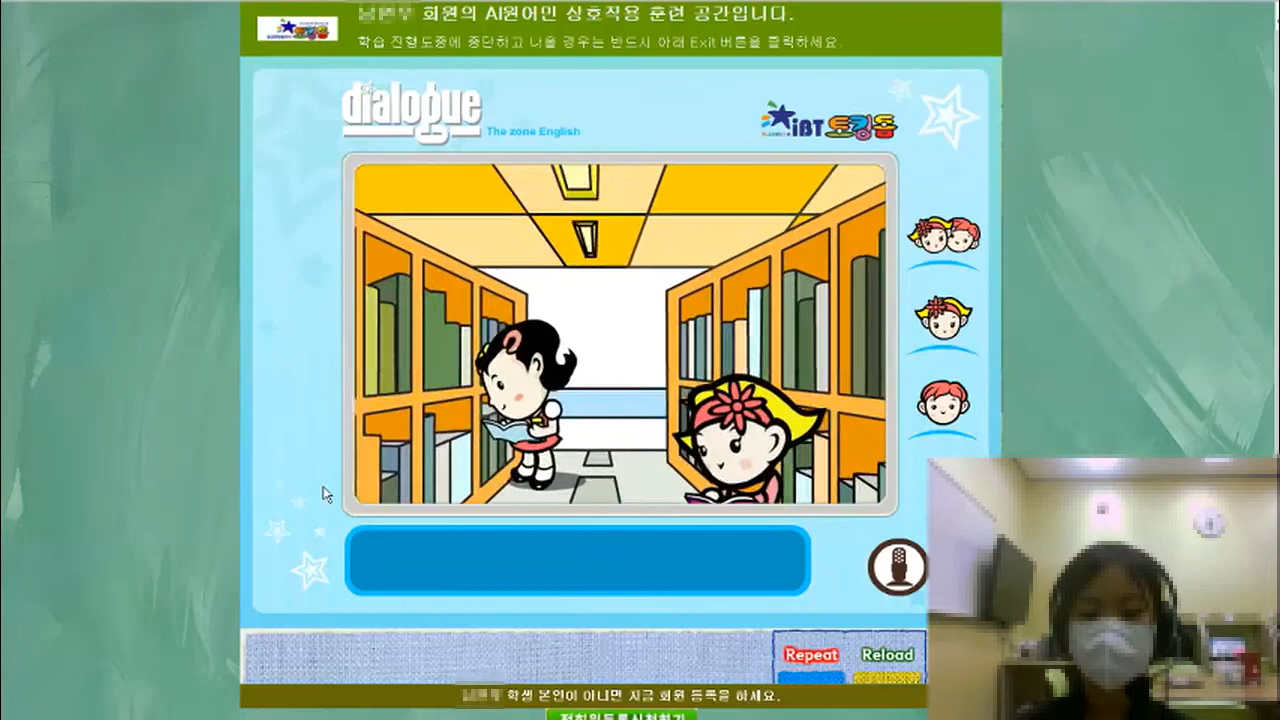 회원의 AI원어민 상호작용 훈련 공간입니다.
학습 진행도중에 중단하고 나올 경우는 반드시 아래 Exit 버튼을 클릭하세요.
dialogue
The zone English
iBT 토킹톰
Repeat
Reload
학생 본인이 아니면 지금 회원 등록을 하세요.